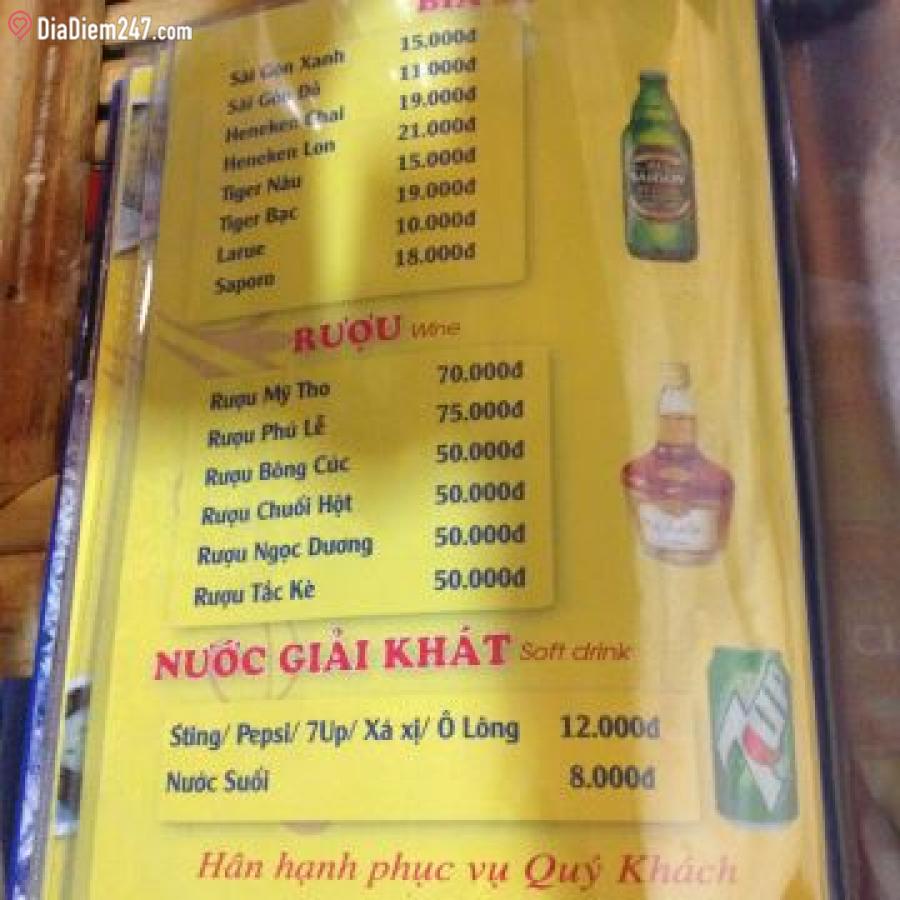 DiaDiem247.com
BIA
Sài Gòn Xanh 15.000đ
Sài Gòn Đỏ 11.000đ
Heneken Chai 19.000đ
Heneken Lon 21.000đ
Tiger Nâu 15.000đ
Tiger Bạc 19.000đ
Larue 10.000đ
Saporo 18.000đ
RƯỢU Wine
Rượu Mỹ Tho 70.000đ
Rượu Phú Lễ 75.000đ
Rượu Bông Cúc 50.000đ
Rượu Chuối Hột 50.000đ
Rượu Ngọc Dương 50.000đ
Rượu Tắc Kè 50.000đ
NƯỚC GIẢI KHÁT Soft drink
Sting/ Pepsi/ 7Up/ Xá xị/ Ô Lông 12.000đ
Nước Suối 8.000đ
Hân hạnh phục vụ Quý Khách
SAIGON
7UP